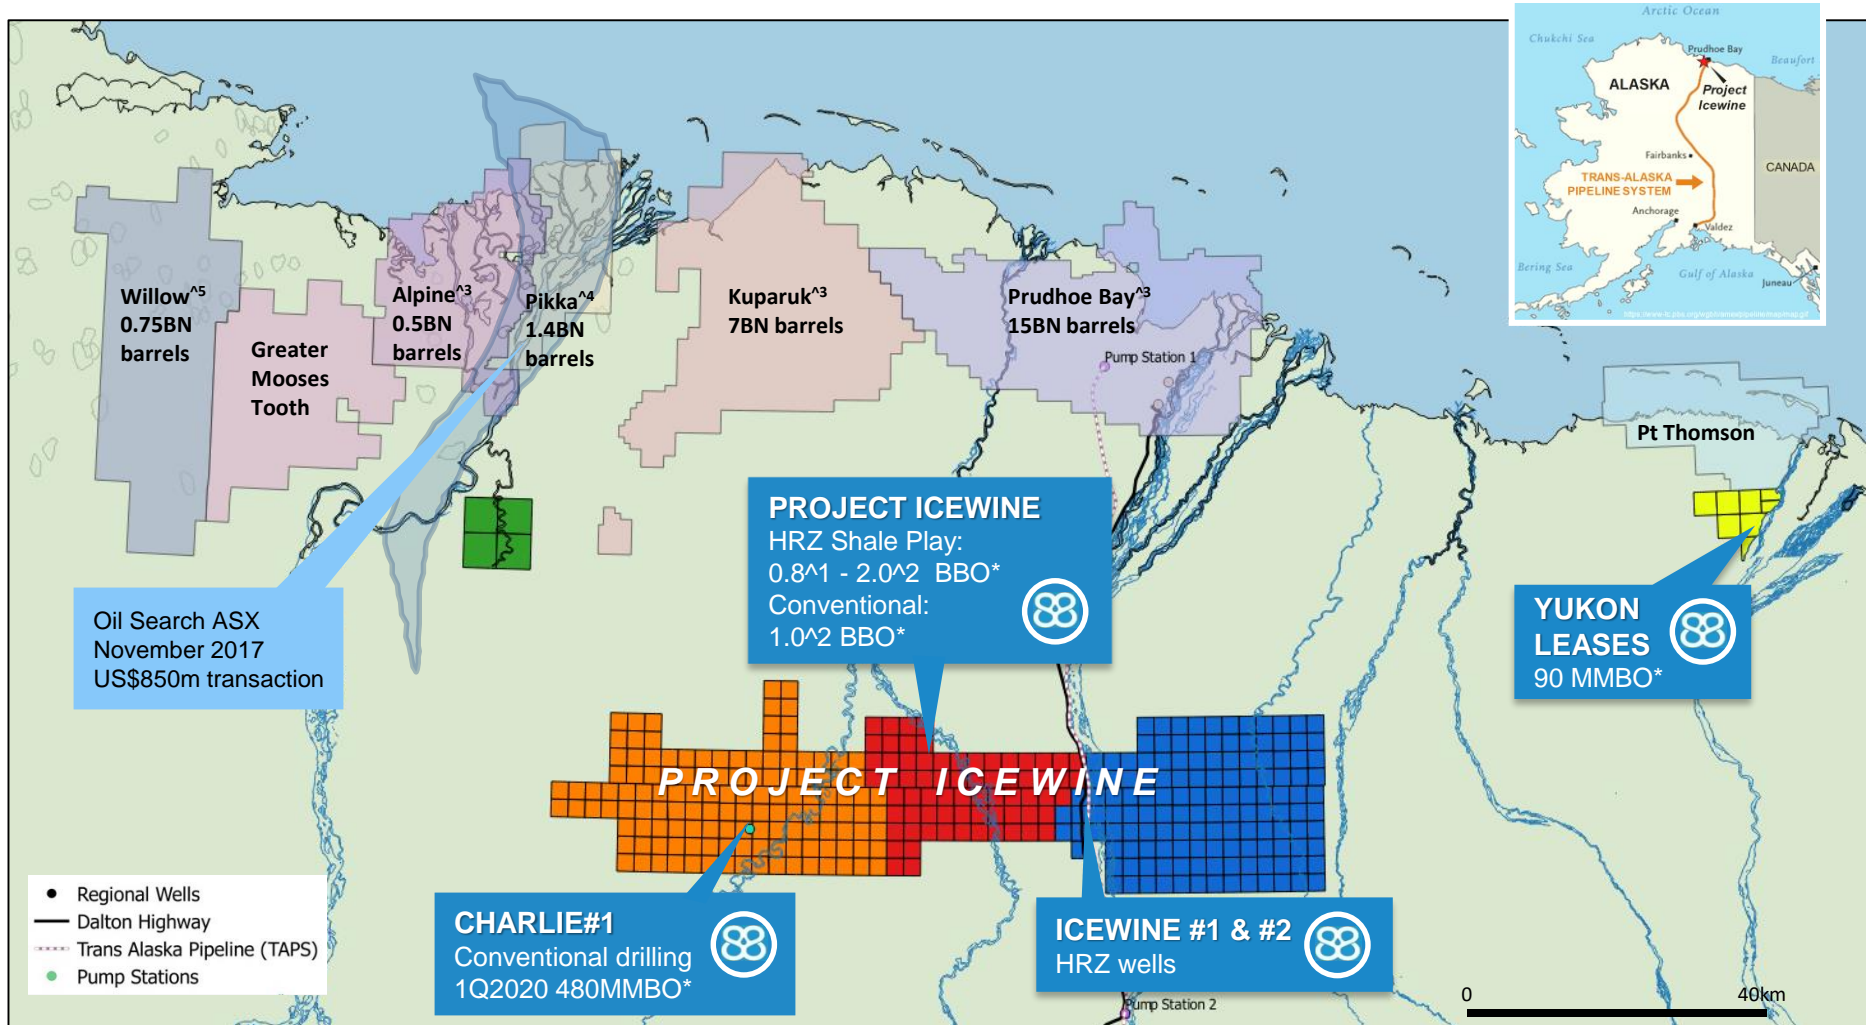 Arctic Ocean
Chukchi Sea
Prudhoe Bay
Beaufort
ALASKA
Project
Icewine
Fairbanks
CANADA
TRANS-ALASKA
PIPELINE SYSTEM
Anchorage
Valdez
Bering Sea
Gulf of Alaska
Juneau
Willow^5
0.75BN
barrels
Greater
Mooses
Tooth
Alpine^3
0.5BN
barrels
Pikka^4
1.4BN
barrels
Kuparuk^3
7BN barrels
Prudhoe Bay^3
15BN barrels
Pump Station 1
Pt Thomson
Oil Search ASX
November 2017
US$850m transaction
PROJECT ICEWINE
HRZ Shale Play:
0.8^1 - 2.0^2 BBO*
Conventional:
1.0^2 BBO*
88
YUKON
LEASES
90 MMBO*
88
PROJECT ICEWINE
CHARLIE#1
Conventional drilling
1Q2020 480MMBO*
88
ICEWINE #1 & #2
HRZ wells
88
Pump Station 2
Regional Wells
Dalton Highway
Trans Alaska Pipeline (TAPS)
Pump Stations
0
40km